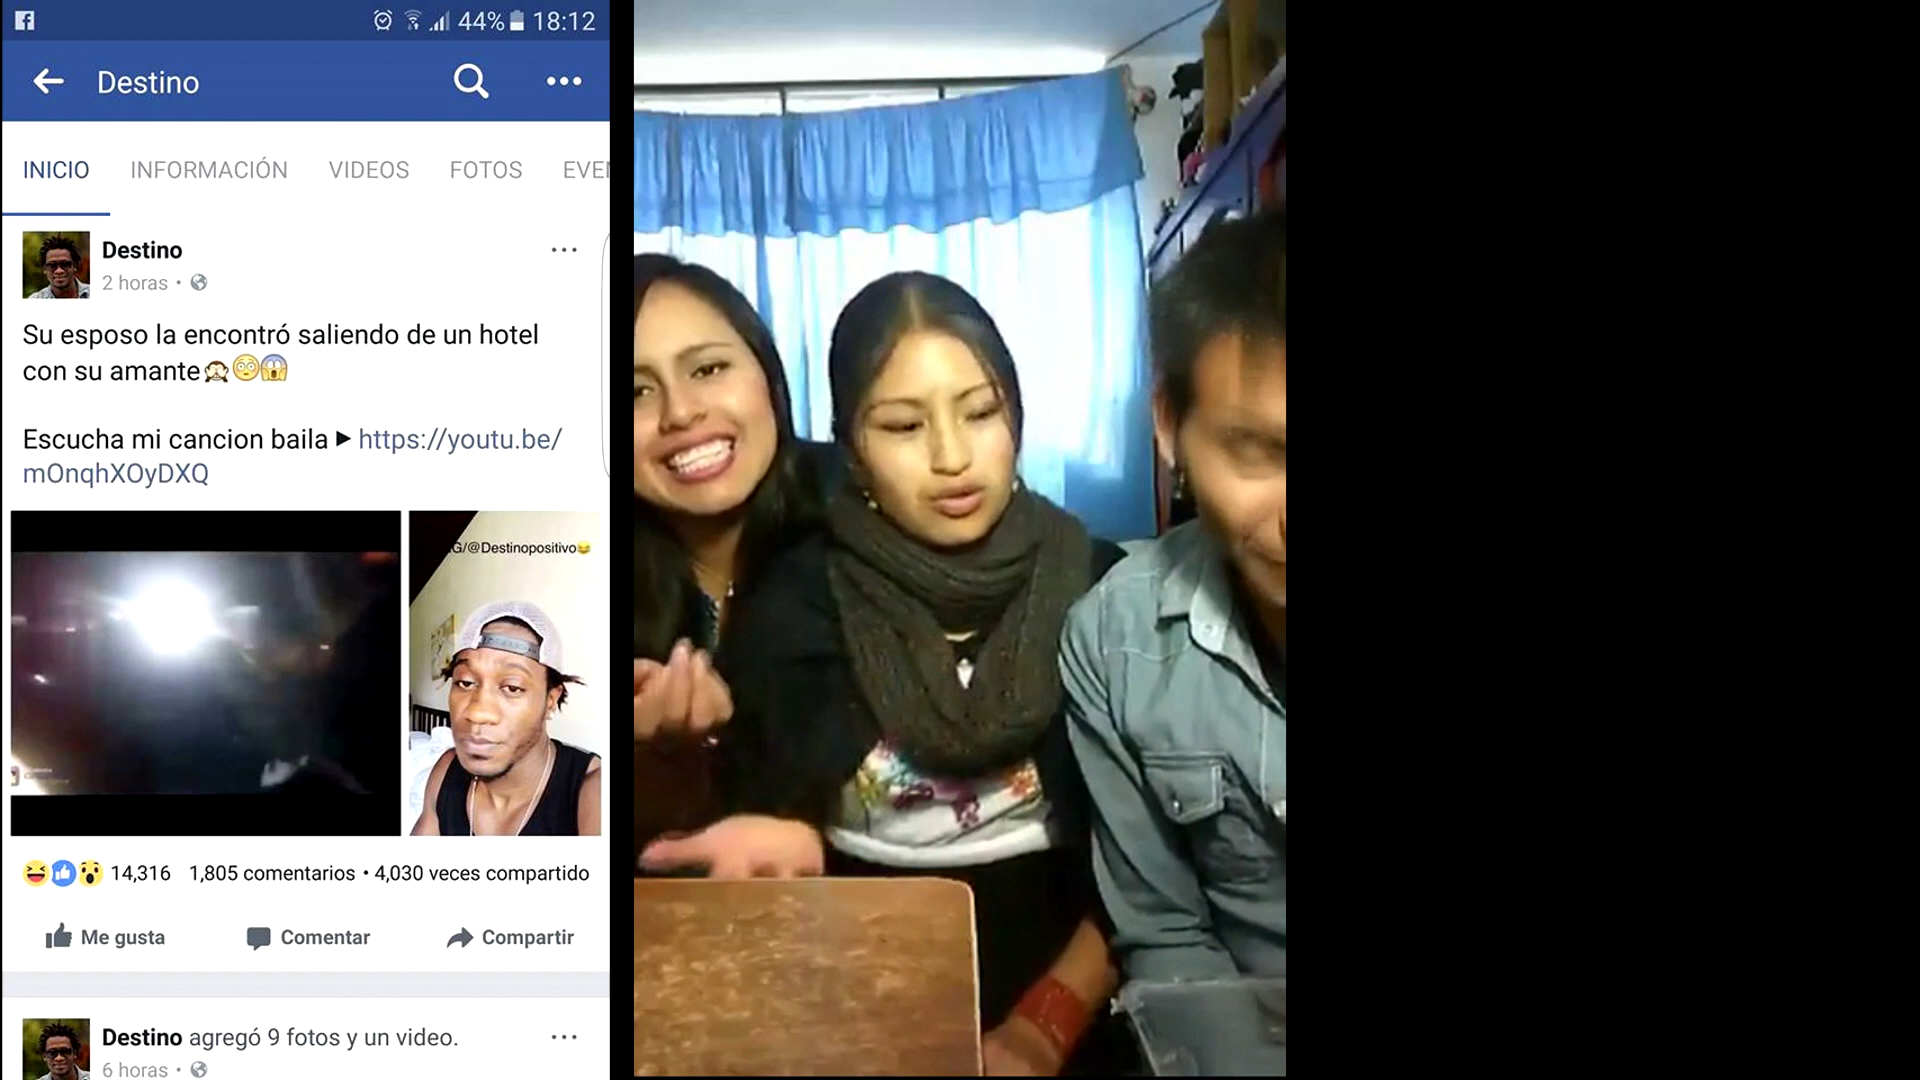 44% 18:12
Destino
INICIO INFORMACIÓN VIDEOS FOTOS
Destino
2 horas
Su esposo la encontró saliendo de un hotel
con su amante
Escucha mi cancion baila ► https://youtu.be/
mOnqhXOyDXQ
G/@Destinopositivo
14,316 1,805 comentarios • 4,030 veces compartido
Me gusta Comentar Compartir
Destino agregó 9 fotos y un video.
6 horas